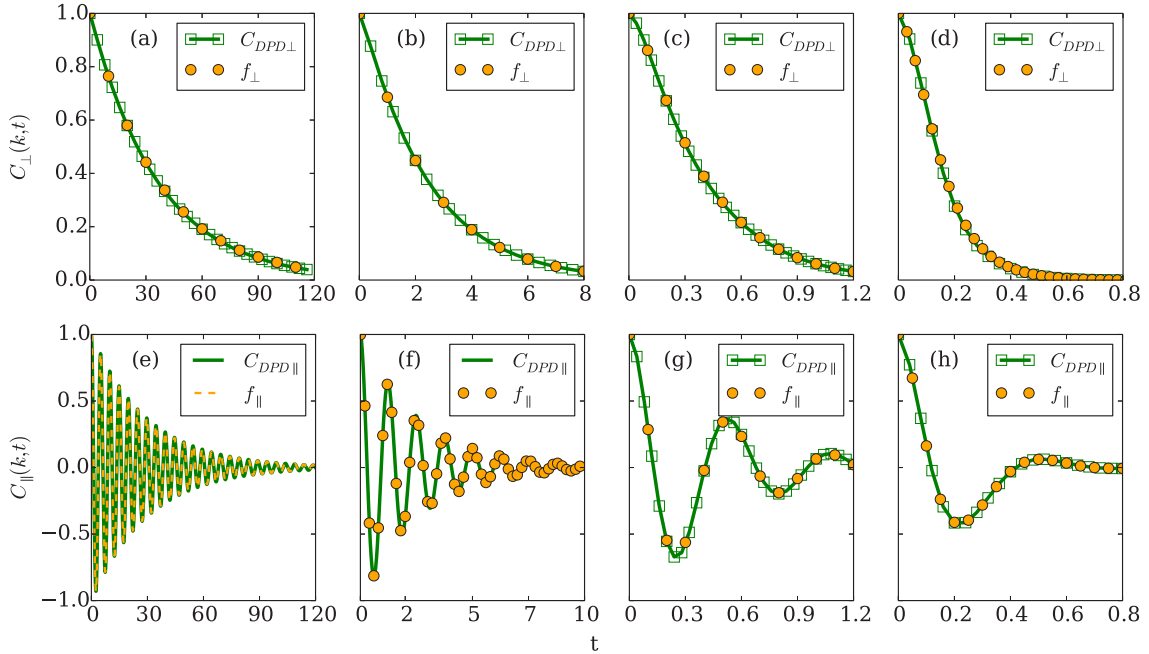 C⊥(k,t)
1.0
0.8
0.6
0.4
0.2
0.0
(a)
C_DPD⊥
f⊥
0 30 60 90 120
(b)
C_DPD⊥
f⊥
0 2 4 6 8
(c)
C_DPD⊥
f⊥
0 0.3 0.6 0.9 1.2
(d)
C_DPD⊥
f⊥
0 0.2 0.4 0.6 0.8
C∥(k,t)
1.0
0.5
0.0
−0.5
−1.0
(e)
C_DPD∥
f∥
0 30 60 90 120
(f)
C_DPD∥
f∥
0 2 5 7 10
(g)
C_DPD∥
f∥
0 0.3 0.6 0.9 1.2
(h)
C_DPD∥
f∥
0 0.2 0.4 0.6 0.8
t